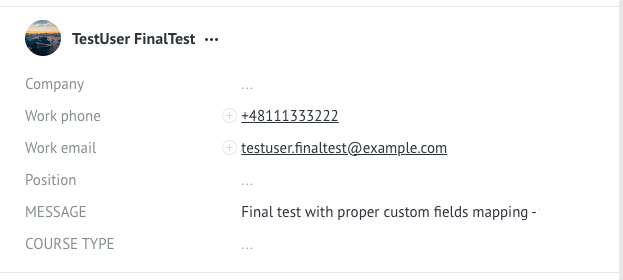 TestUser FinalTest •••
Company ...
Work phone +48111333222
Work email testuser.finaltest@example.com
Position ...
MESSAGE Final test with proper custom fields mapping -
COURSE TYPE ...